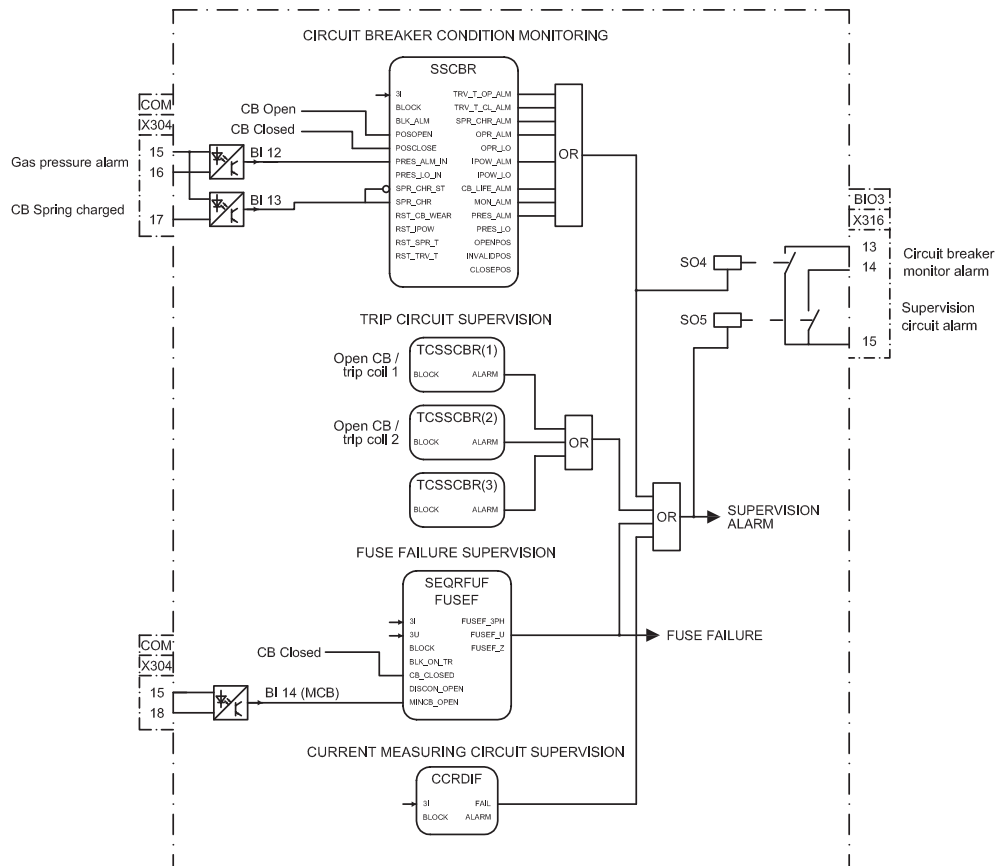 CIRCUIT BREAKER CONDITION MONITORING
SSCBR
3I
BLOCK
BLK_ALM
POSOPEN
POSCLOSE
PRES_ALM_IN
PRES_LO_IN
SPR_CHR_ST
SPR_CHR
RST_CB_WEAR
RST_IPOW
RST_SPR_T
RST_TRV_T
TRV_T_OP_ALM
TRV_T_CL_ALM
SPR_CHR_ALM
OPR_ALM
OPR_LO
IPOW_ALM
IPOW_LO
CB_LIFE_ALM
MON_ALM
PRES_ALM
PRES_LO
OPENPOS
INVALIDPOS
CLOSEPOS
OR
CB Open
CB Closed
COM
X304
15
16
17
Gas pressure alarm
CB Spring charged
BI 12
BI 13
BIO3
X316
13
14
15
Circuit breaker
monitor alarm
Supervision
circuit alarm
SO4
SO5
TRIP CIRCUIT SUPERVISION
Open CB /
trip coil 1
TCSSCBR(1)
BLOCK ALARM
Open CB /
trip coil 2
TCSSCBR(2)
BLOCK ALARM
TCSSCBR(3)
BLOCK ALARM
OR
OR
SUPERVISION
ALARM
FUSE FAILURE SUPERVISION
SEQRFUF
FUSEF
3I
3U
BLOCK
BLK_ON_TR
CB_CLOSED
DISCON_OPEN
MINCB_OPEN
FUSEF_3PH
FUSEF_U
FUSEF_Z
FUSE FAILURE
CB Closed
COM
X304
15
18
BI 14 (MCB)
CURRENT MEASURING CIRCUIT SUPERVISION
CCRDIF
3I FAIL
BLOCK ALARM